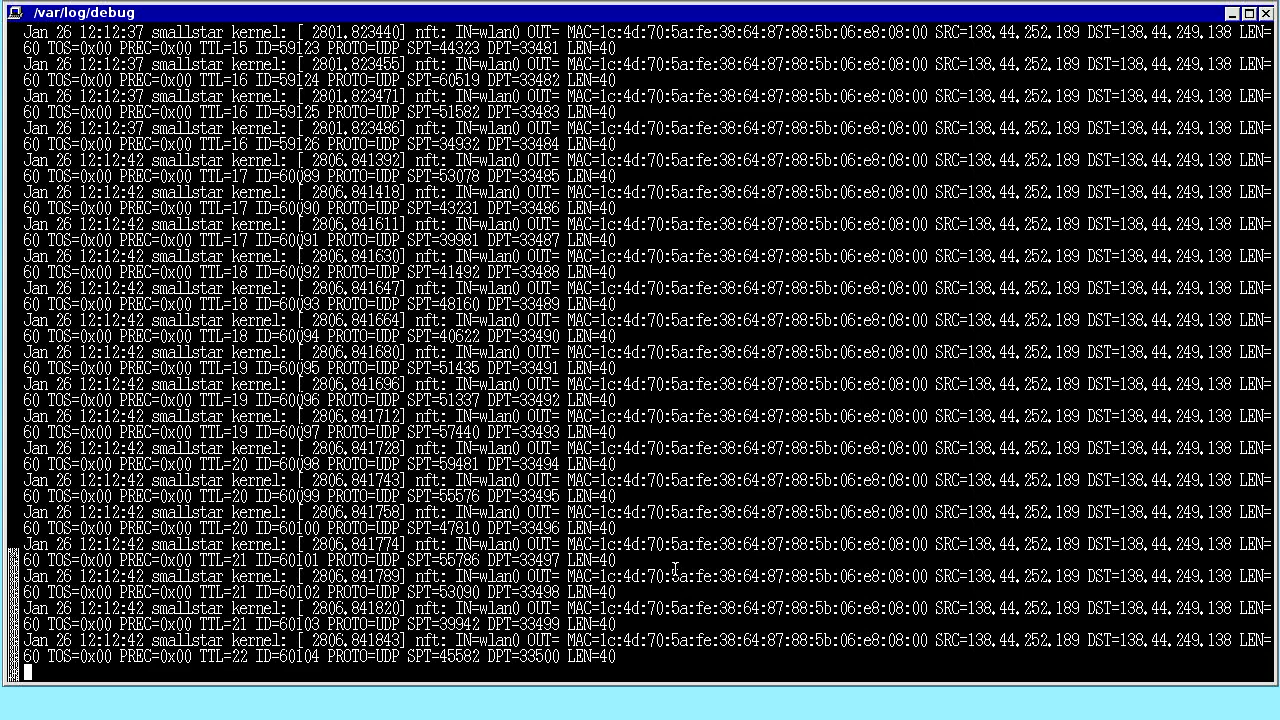 /var/log/debug
Jan 26 12:12:37 smallstar kernel: [ 2801.823440] nft: IN=wlan0 OUT= MAC=1c:4d:70:5a:fe:38:64:87:88:5b:06:e8:08:00 SRC=138.44.252.189 DST=138.44.249.138 LEN=
60 TOS=0x00 PREC=0x00 TTL=15 ID=59123 PROTO=UDP SPT=44323 DPT=33481 LEN=40
Jan 26 12:12:37 smallstar kernel: [ 2801.823455] nft: IN=wlan0 OUT= MAC=1c:4d:70:5a:fe:38:64:87:88:5b:06:e8:08:00 SRC=138.44.252.189 DST=138.44.249.138 LEN=
60 TOS=0x00 PREC=0x00 TTL=16 ID=59124 PROTO=UDP SPT=60519 DPT=33482 LEN=40
Jan 26 12:12:37 smallstar kernel: [ 2801.823471] nft: IN=wlan0 OUT= MAC=1c:4d:70:5a:fe:38:64:87:88:5b:06:e8:08:00 SRC=138.44.252.189 DST=138.44.249.138 LEN=
60 TOS=0x00 PREC=0x00 TTL=16 ID=59125 PROTO=UDP SPT=51582 DPT=33483 LEN=40
Jan 26 12:12:37 smallstar kernel: [ 2801.823486] nft: IN=wlan0 OUT= MAC=1c:4d:70:5a:fe:38:64:87:88:5b:06:e8:08:00 SRC=138.44.252.189 DST=138.44.249.138 LEN=
60 TOS=0x00 PREC=0x00 TTL=16 ID=59126 PROTO=UDP SPT=34932 DPT=33484 LEN=40
Jan 26 12:12:42 smallstar kernel: [ 2806.841392] nft: IN=wlan0 OUT= MAC=1c:4d:70:5a:fe:38:64:87:88:5b:06:e8:08:00 SRC=138.44.252.189 DST=138.44.249.138 LEN=
60 TOS=0x00 PREC=0x00 TTL=17 ID=60089 PROTO=UDP SPT=53078 DPT=33485 LEN=40
Jan 26 12:12:42 smallstar kernel: [ 2806.841418] nft: IN=wlan0 OUT= MAC=1c:4d:70:5a:fe:38:64:87:88:5b:06:e8:08:00 SRC=138.44.252.189 DST=138.44.249.138 LEN=
60 TOS=0x00 PREC=0x00 TTL=17 ID=60090 PROTO=UDP SPT=43231 DPT=33486 LEN=40
Jan 26 12:12:42 smallstar kernel: [ 2806.841611] nft: IN=wlan0 OUT= MAC=1c:4d:70:5a:fe:38:64:87:88:5b:06:e8:08:00 SRC=138.44.252.189 DST=138.44.249.138 LEN=
60 TOS=0x00 PREC=0x00 TTL=17 ID=60091 PROTO=UDP SPT=39981 DPT=33487 LEN=40
Jan 26 12:12:42 smallstar kernel: [ 2806.841630] nft: IN=wlan0 OUT= MAC=1c:4d:70:5a:fe:38:64:87:88:5b:06:e8:08:00 SRC=138.44.252.189 DST=138.44.249.138 LEN=
60 TOS=0x00 PREC=0x00 TTL=18 ID=60092 PROTO=UDP SPT=41492 DPT=33488 LEN=40
Jan 26 12:12:42 smallstar kernel: [ 2806.841647] nft: IN=wlan0 OUT= MAC=1c:4d:70:5a:fe:38:64:87:88:5b:06:e8:08:00 SRC=138.44.252.189 DST=138.44.249.138 LEN=
60 TOS=0x00 PREC=0x00 TTL=18 ID=60093 PROTO=UDP SPT=48160 DPT=33489 LEN=40
Jan 26 12:12:42 smallstar kernel: [ 2806.841664] nft: IN=wlan0 OUT= MAC=1c:4d:70:5a:fe:38:64:87:88:5b:06:e8:08:00 SRC=138.44.252.189 DST=138.44.249.138 LEN=
60 TOS=0x00 PREC=0x00 TTL=18 ID=60094 PROTO=UDP SPT=40622 DPT=33490 LEN=40
Jan 26 12:12:42 smallstar kernel: [ 2806.841680] nft: IN=wlan0 OUT= MAC=1c:4d:70:5a:fe:38:64:87:88:5b:06:e8:08:00 SRC=138.44.252.189 DST=138.44.249.138 LEN=
60 TOS=0x00 PREC=0x00 TTL=19 ID=60095 PROTO=UDP SPT=51435 DPT=33491 LEN=40
Jan 26 12:12:42 smallstar kernel: [ 2806.841696] nft: IN=wlan0 OUT= MAC=1c:4d:70:5a:fe:38:64:87:88:5b:06:e8:08:00 SRC=138.44.252.189 DST=138.44.249.138 LEN=
60 TOS=0x00 PREC=0x00 TTL=19 ID=60096 PROTO=UDP SPT=51337 DPT=33492 LEN=40
Jan 26 12:12:42 smallstar kernel: [ 2806.841712] nft: IN=wlan0 OUT= MAC=1c:4d:70:5a:fe:38:64:87:88:5b:06:e8:08:00 SRC=138.44.252.189 DST=138.44.249.138 LEN=
60 TOS=0x00 PREC=0x00 TTL=19 ID=60097 PROTO=UDP SPT=57440 DPT=33493 LEN=40
Jan 26 12:12:42 smallstar kernel: [ 2806.841728] nft: IN=wlan0 OUT= MAC=1c:4d:70:5a:fe:38:64:87:88:5b:06:e8:08:00 SRC=138.44.252.189 DST=138.44.249.138 LEN=
60 TOS=0x00 PREC=0x00 TTL=20 ID=60098 PROTO=UDP SPT=59481 DPT=33494 LEN=40
Jan 26 12:12:42 smallstar kernel: [ 2806.841743] nft: IN=wlan0 OUT= MAC=1c:4d:70:5a:fe:38:64:87:88:5b:06:e8:08:00 SRC=138.44.252.189 DST=138.44.249.138 LEN=
60 TOS=0x00 PREC=0x00 TTL=20 ID=60099 PROTO=UDP SPT=55576 DPT=33495 LEN=40
Jan 26 12:12:42 smallstar kernel: [ 2806.841758] nft: IN=wlan0 OUT= MAC=1c:4d:70:5a:fe:38:64:87:88:5b:06:e8:08:00 SRC=138.44.252.189 DST=138.44.249.138 LEN=
60 TOS=0x00 PREC=0x00 TTL=20 ID=60100 PROTO=UDP SPT=47810 DPT=33496 LEN=40
Jan 26 12:12:42 smallstar kernel: [ 2806.841774] nft: IN=wlan0 OUT= MAC=1c:4d:70:5a:fe:38:64:87:88:5b:06:e8:08:00 SRC=138.44.252.189 DST=138.44.249.138 LEN=
60 TOS=0x00 PREC=0x00 TTL=21 ID=60101 PROTO=UDP SPT=55786 DPT=33497 LEN=40
Jan 26 12:12:42 smallstar kernel: [ 2806.841789] nft: IN=wlan0 OUT= MAC=1c:4d:70:5a:fe:38:64:87:88:5b:06:e8:08:00 SRC=138.44.252.189 DST=138.44.249.138 LEN=
60 TOS=0x00 PREC=0x00 TTL=21 ID=60102 PROTO=UDP SPT=53090 DPT=33498 LEN=40
Jan 26 12:12:42 smallstar kernel: [ 2806.841820] nft: IN=wlan0 OUT= MAC=1c:4d:70:5a:fe:38:64:87:88:5b:06:e8:08:00 SRC=138.44.252.189 DST=138.44.249.138 LEN=
60 TOS=0x00 PREC=0x00 TTL=21 ID=60103 PROTO=UDP SPT=39942 DPT=33499 LEN=40
Jan 26 12:12:42 smallstar kernel: [ 2806.841843] nft: IN=wlan0 OUT= MAC=1c:4d:70:5a:fe:38:64:87:88:5b:06:e8:08:00 SRC=138.44.252.189 DST=138.44.249.138 LEN=
60 TOS=0x00 PREC=0x00 TTL=22 ID=60104 PROTO=UDP SPT=45582 DPT=33500 LEN=40